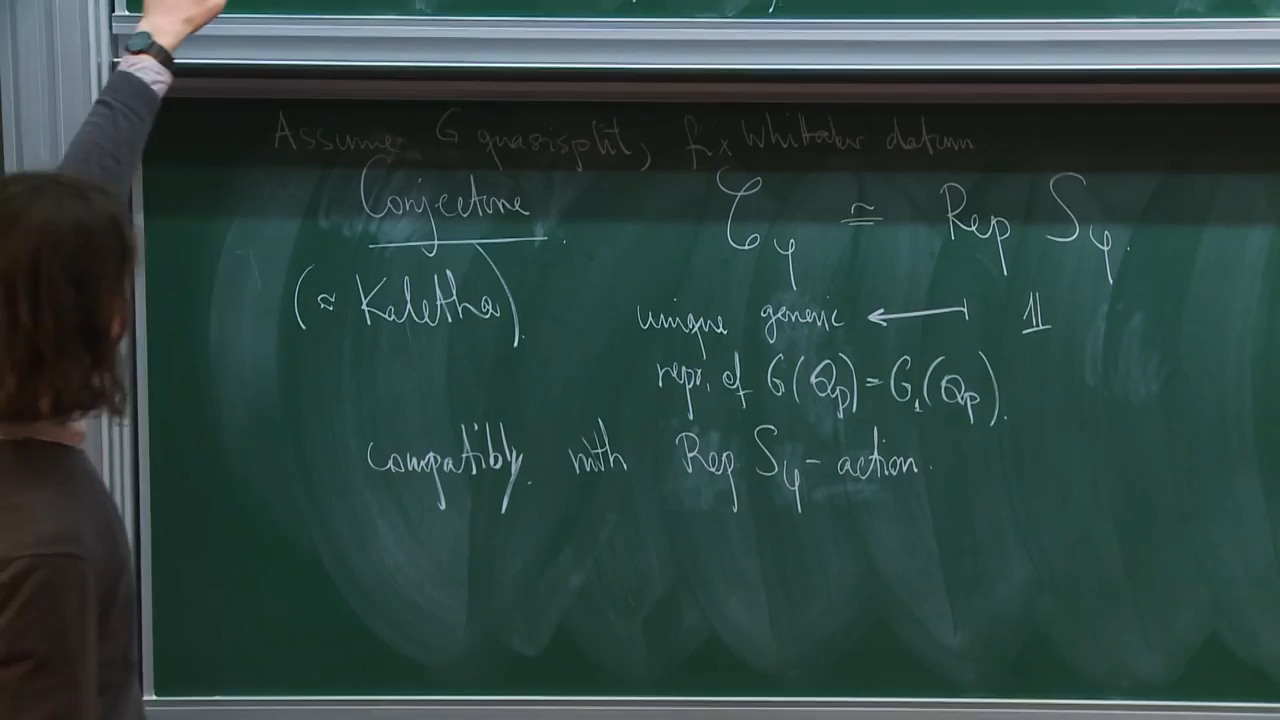 Assume G quasisplit, fix Whittaker datum
Conjecture. 𝒞_φ ≅ Rep S_φ.
(≈ Kaletha). unique generic ↤ 𝟙
repr. of G(ℚ_p) = G_1(ℚ_p).
compatibly with Rep S_φ-action.